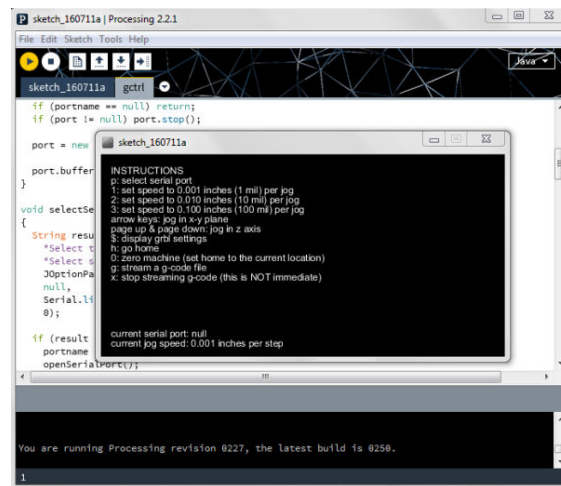 sketch_160711a | Processing 2.2.1
File Edit Sketch Tools Help
Java
sketch_160711a gctrl
if (portname == null) return;
if (port != null) port.stop();
port = new
port.buffer
}
void selectSe
{
String resu
"Select t
"Select s
JOptionPa
null,
Serial.li
0);
if (result
portname
openSerialPort();
sketch_160711a
INSTRUCTIONS
p: select serial port
1: set speed to 0.001 inches (1 mil) per jog
2: set speed to 0.010 inches (10 mil) per jog
3: set speed to 0.100 inches (100 mil) per jog
arrow keys: jog in x-y plane
page up & page down: jog in z axis
$: display grbl settings
h: go home
0: zero machine (set home to the current location)
g: stream a g-code file
x: stop streaming g-code (this is NOT immediate)
current serial port: null
current jog speed: 0.001 inches per step
You are running Processing revision 0227, the latest build is 0250.
1